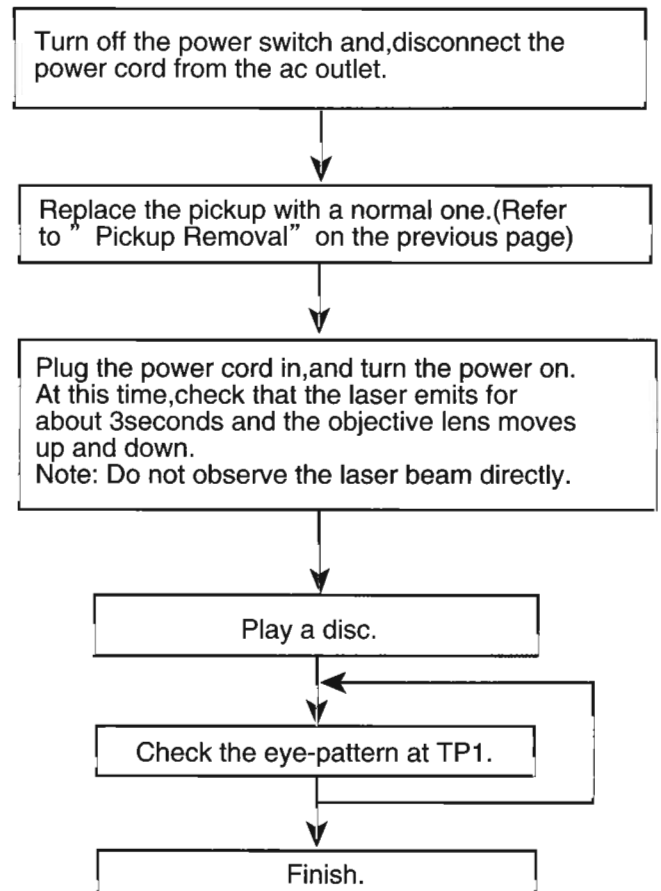 Turn off the power switch and,disconnect the
power cord from the ac outlet.
Replace the pickup with a normal one.(Refer
to " Pickup Removal" on the previous page)
Plug the power cord in,and turn the power on.
At this time,check that the laser emits for
about 3seconds and the objective lens moves
up and down.
Note: Do not observe the laser beam directly.
Play a disc.
Check the eye-pattern at TP1.
Finish.